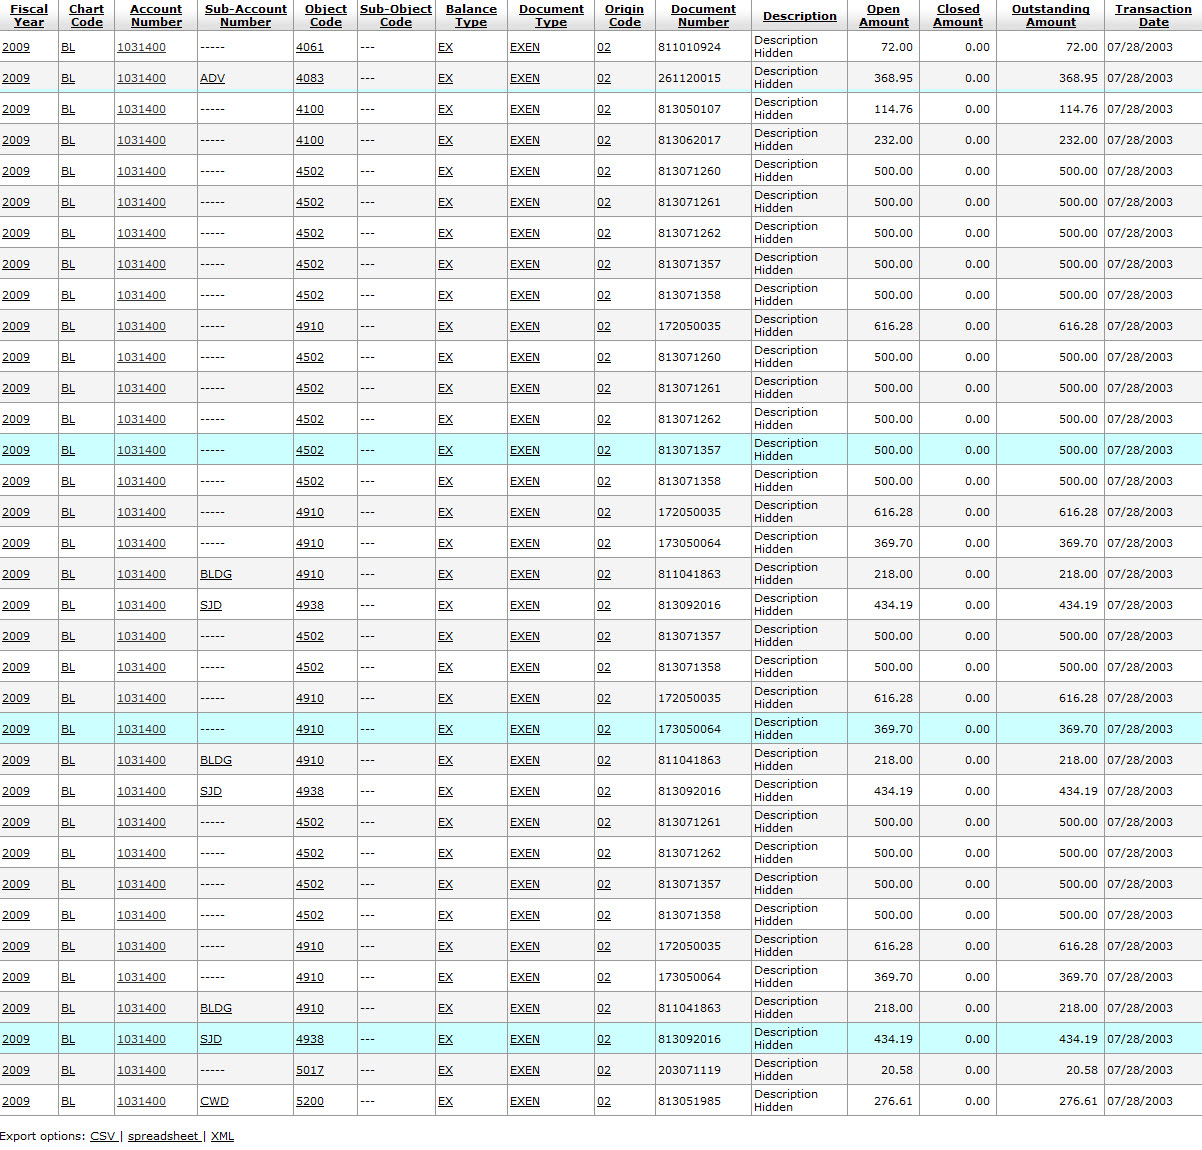 Fiscal Year Chart Code Account Number Sub-Account Number Object Code Sub-Object Code Balance Type Document Type Origin Code Document Number Description Open Amount Closed Amount Outstanding Amount Transaction Date
2009 BL 1031400 ----- 4061 --- EX EXEN 02 811010924 Description Hidden 72.00 0.00 72.00 07/28/2003
2009 BL 1031400 ADV 4083 --- EX EXEN 02 261120015 Description Hidden 368.95 0.00 368.95 07/28/2003
2009 BL 1031400 ----- 4100 --- EX EXEN 02 813050107 Description Hidden 114.76 0.00 114.76 07/28/2003
2009 BL 1031400 ----- 4100 --- EX EXEN 02 813062017 Description Hidden 232.00 0.00 232.00 07/28/2003
2009 BL 1031400 ----- 4502 --- EX EXEN 02 813071260 Description Hidden 500.00 0.00 500.00 07/28/2003
2009 BL 1031400 ----- 4502 --- EX EXEN 02 813071261 Description Hidden 500.00 0.00 500.00 07/28/2003
2009 BL 1031400 ----- 4502 --- EX EXEN 02 813071262 Description Hidden 500.00 0.00 500.00 07/28/2003
2009 BL 1031400 ----- 4502 --- EX EXEN 02 813071357 Description Hidden 500.00 0.00 500.00 07/28/2003
2009 BL 1031400 ----- 4502 --- EX EXEN 02 813071358 Description Hidden 500.00 0.00 500.00 07/28/2003
2009 BL 1031400 ----- 4910 --- EX EXEN 02 172050035 Description Hidden 616.28 0.00 616.28 07/28/2003
2009 BL 1031400 ----- 4502 --- EX EXEN 02 813071260 Description Hidden 500.00 0.00 500.00 07/28/2003
2009 BL 1031400 ----- 4502 --- EX EXEN 02 813071261 Description Hidden 500.00 0.00 500.00 07/28/2003
2009 BL 1031400 ----- 4502 --- EX EXEN 02 813071262 Description Hidden 500.00 0.00 500.00 07/28/2003
2009 BL 1031400 ----- 4502 --- EX EXEN 02 813071357 Description Hidden 500.00 0.00 500.00 07/28/2003
2009 BL 1031400 ----- 4502 --- EX EXEN 02 813071358 Description Hidden 500.00 0.00 500.00 07/28/2003
2009 BL 1031400 ----- 4910 --- EX EXEN 02 172050035 Description Hidden 616.28 0.00 616.28 07/28/2003
2009 BL 1031400 ----- 4910 --- EX EXEN 02 173050064 Description Hidden 369.70 0.00 369.70 07/28/2003
2009 BL 1031400 BLDG 4910 --- EX EXEN 02 811041863 Description Hidden 218.00 0.00 218.00 07/28/2003
2009 BL 1031400 SJD 4938 --- EX EXEN 02 813092016 Description Hidden 434.19 0.00 434.19 07/28/2003
2009 BL 1031400 ----- 4502 --- EX EXEN 02 813071357 Description Hidden 500.00 0.00 500.00 07/28/2003
2009 BL 1031400 ----- 4502 --- EX EXEN 02 813071358 Description Hidden 500.00 0.00 500.00 07/28/2003
2009 BL 1031400 ----- 4910 --- EX EXEN 02 172050035 Description Hidden 616.28 0.00 616.28 07/28/2003
2009 BL 1031400 ----- 4910 --- EX EXEN 02 173050064 Description Hidden 369.70 0.00 369.70 07/28/2003
2009 BL 1031400 BLDG 4910 --- EX EXEN 02 811041863 Description Hidden 218.00 0.00 218.00 07/28/2003
2009 BL 1031400 SJD 4938 --- EX EXEN 02 813092016 Description Hidden 434.19 0.00 434.19 07/28/2003
2009 BL 1031400 ----- 4502 --- EX EXEN 02 813071261 Description Hidden 500.00 0.00 500.00 07/28/2003
2009 BL 1031400 ----- 4502 --- EX EXEN 02 813071262 Description Hidden 500.00 0.00 500.00 07/28/2003
2009 BL 1031400 ----- 4502 --- EX EXEN 02 813071357 Description Hidden 500.00 0.00 500.00 07/28/2003
2009 BL 1031400 ----- 4502 --- EX EXEN 02 813071358 Description Hidden 500.00 0.00 500.00 07/28/2003
2009 BL 1031400 ----- 4910 --- EX EXEN 02 172050035 Description Hidden 616.28 0.00 616.28 07/28/2003
2009 BL 1031400 ----- 4910 --- EX EXEN 02 173050064 Description Hidden 369.70 0.00 369.70 07/28/2003
2009 BL 1031400 BLDG 4910 --- EX EXEN 02 811041863 Description Hidden 218.00 0.00 218.00 07/28/2003
2009 BL 1031400 SJD 4938 --- EX EXEN 02 813092016 Description Hidden 434.19 0.00 434.19 07/28/2003
2009 BL 1031400 ----- 5017 --- EX EXEN 02 203071119 Description Hidden 20.58 0.00 20.58 07/28/2003
2009 BL 1031400 CWD 5200 --- EX EXEN 02 813051985 Description Hidden 276.61 0.00 276.61 07/28/2003
Export options: CSV | spreadsheet | XML